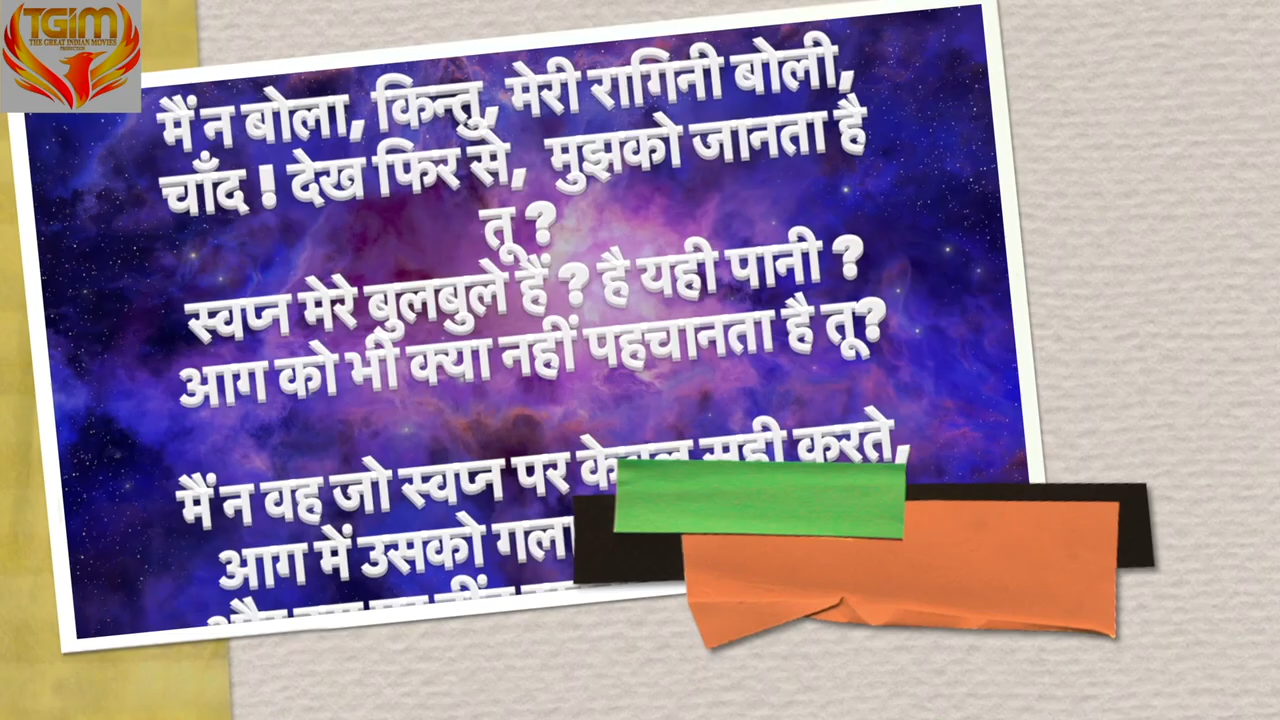 TGIM
THE GREAT INDIAN MOVIES
PRODUCTION
मैं न बोला, किन्तु, मेरी रागिनी बोली,
चाँद ! देख फिर से, मुझको जानता है
तू ?
स्वप्न मेरे बुलबुले हैं ? है यही पानी ?
आग को भी क्या नहीं पहचानता है तू?
मैं न वह जो स्वप्न पर केवल सही करते,
आग में उसको